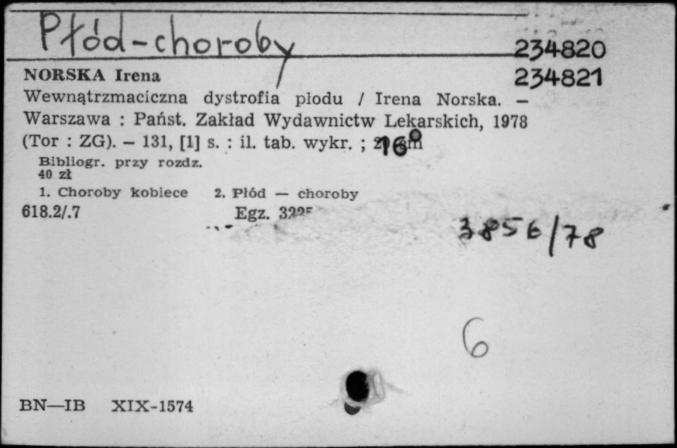 Płód-choroby
234820
NORSKA Irena
234821
Wewnątrzmaciczna dystrofia płodu / Irena Norska. —
Warszawa : Państ. Zakład Wydawnictw Lekarskich, 1978
(Tor : ZG). — 131, [1] s. : il. tab. wykr. ; 16°
Bibliogr. przy rozdz.
40 zł
1. Choroby kobiece 2. Płód — choroby
618.2/.7 Egz.
3856/78
6
BN—IB XIX-1574